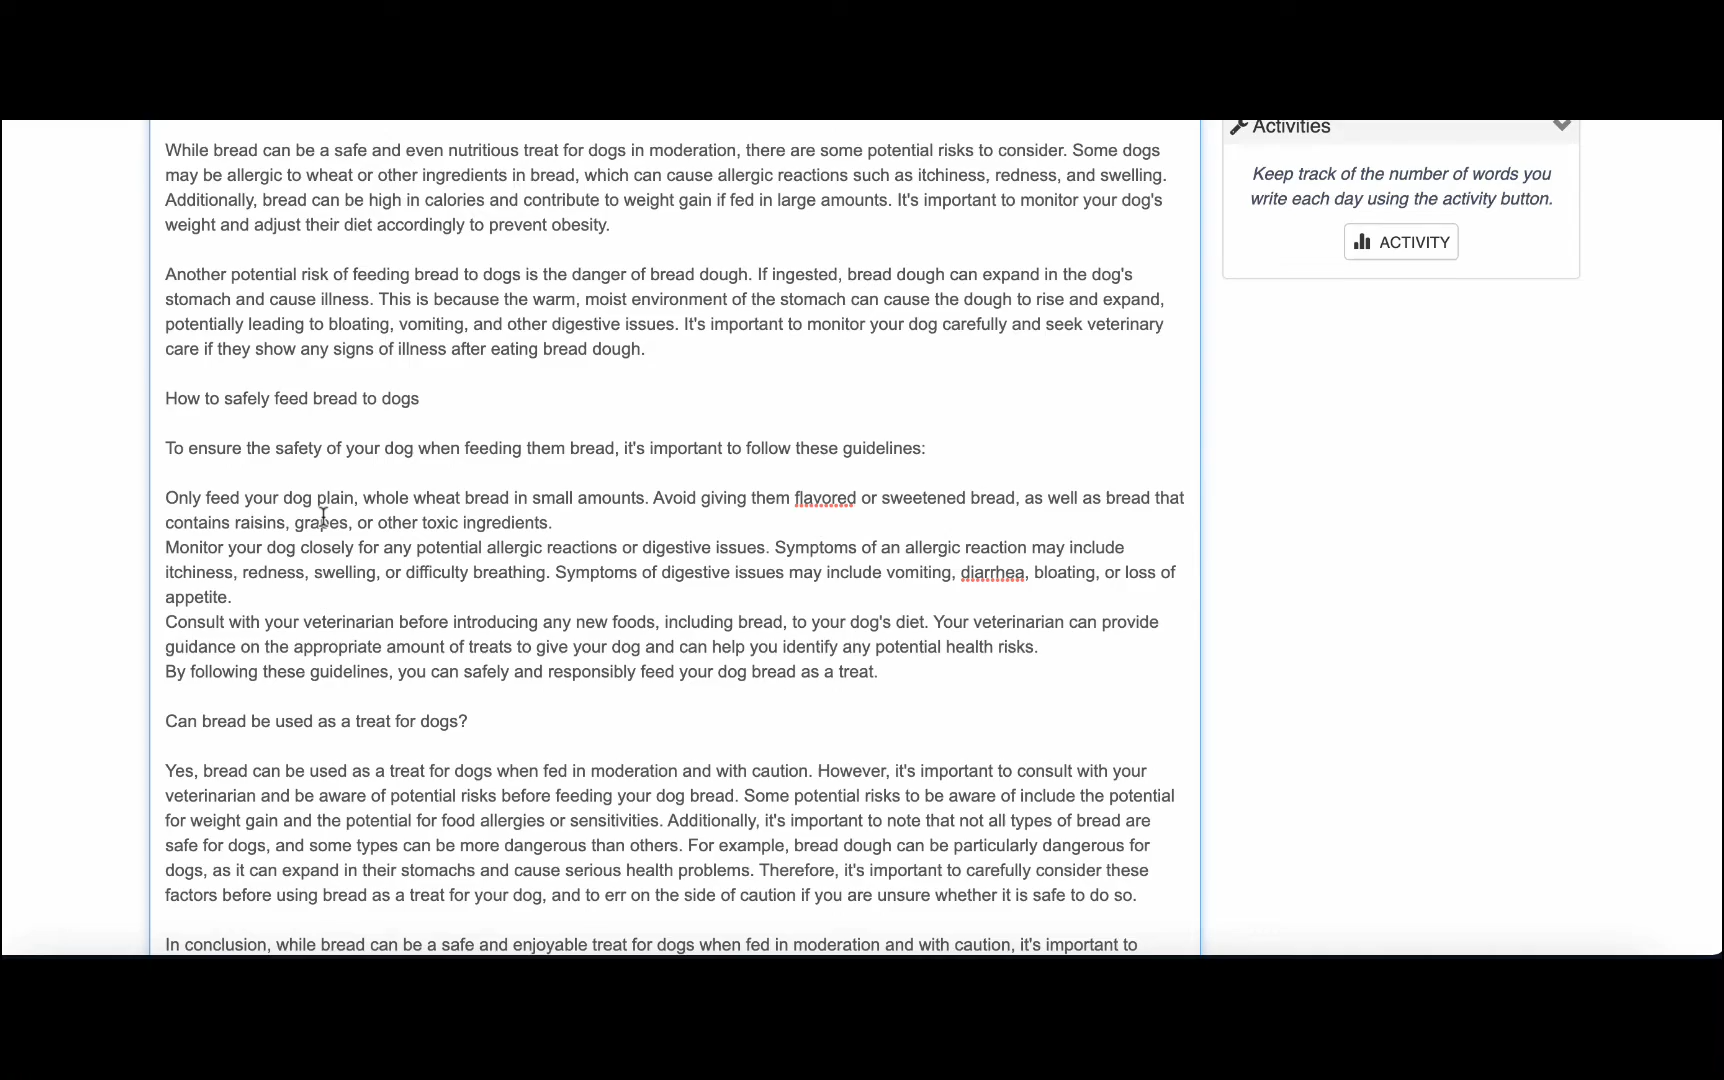 Activities
While bread can be a safe and even nutritious treat for dogs in moderation, there are some potential risks to consider. Some dogs
may be allergic to wheat or other ingredients in bread, which can cause allergic reactions such as itchiness, redness, and swelling.
Additionally, bread can be high in calories and contribute to weight gain if fed in large amounts. It's important to monitor your dog's
weight and adjust their diet accordingly to prevent obesity.
Another potential risk of feeding bread to dogs is the danger of bread dough. If ingested, bread dough can expand in the dog's
stomach and cause illness. This is because the warm, moist environment of the stomach can cause the dough to rise and expand,
potentially leading to bloating, vomiting, and other digestive issues. It's important to monitor your dog carefully and seek veterinary
care if they show any signs of illness after eating bread dough.
How to safely feed bread to dogs
To ensure the safety of your dog when feeding them bread, it's important to follow these guidelines:
Only feed your dog plain, whole wheat bread in small amounts. Avoid giving them flavored or sweetened bread, as well as bread that
contains raisins, grapes, or other toxic ingredients.
Monitor your dog closely for any potential allergic reactions or digestive issues. Symptoms of an allergic reaction may include
itchiness, redness, swelling, or difficulty breathing. Symptoms of digestive issues may include vomiting, diarrhea, bloating, or loss of
appetite.
Consult with your veterinarian before introducing any new foods, including bread, to your dog's diet. Your veterinarian can provide
guidance on the appropriate amount of treats to give your dog and can help you identify any potential health risks.
By following these guidelines, you can safely and responsibly feed your dog bread as a treat.
Can bread be used as a treat for dogs?
Yes, bread can be used as a treat for dogs when fed in moderation and with caution. However, it's important to consult with your
veterinarian and be aware of potential risks before feeding your dog bread. Some potential risks to be aware of include the potential
for weight gain and the potential for food allergies or sensitivities. Additionally, it's important to note that not all types of bread are
safe for dogs, and some types can be more dangerous than others. For example, bread dough can be particularly dangerous for
dogs, as it can expand in their stomachs and cause serious health problems. Therefore, it's important to carefully consider these
factors before using bread as a treat for your dog, and to err on the side of caution if you are unsure whether it is safe to do so.
In conclusion, while bread can be a safe and enjoyable treat for dogs when fed in moderation and with caution, it's important to
Keep track of the number of words you
write each day using the activity button.
ACTIVITY